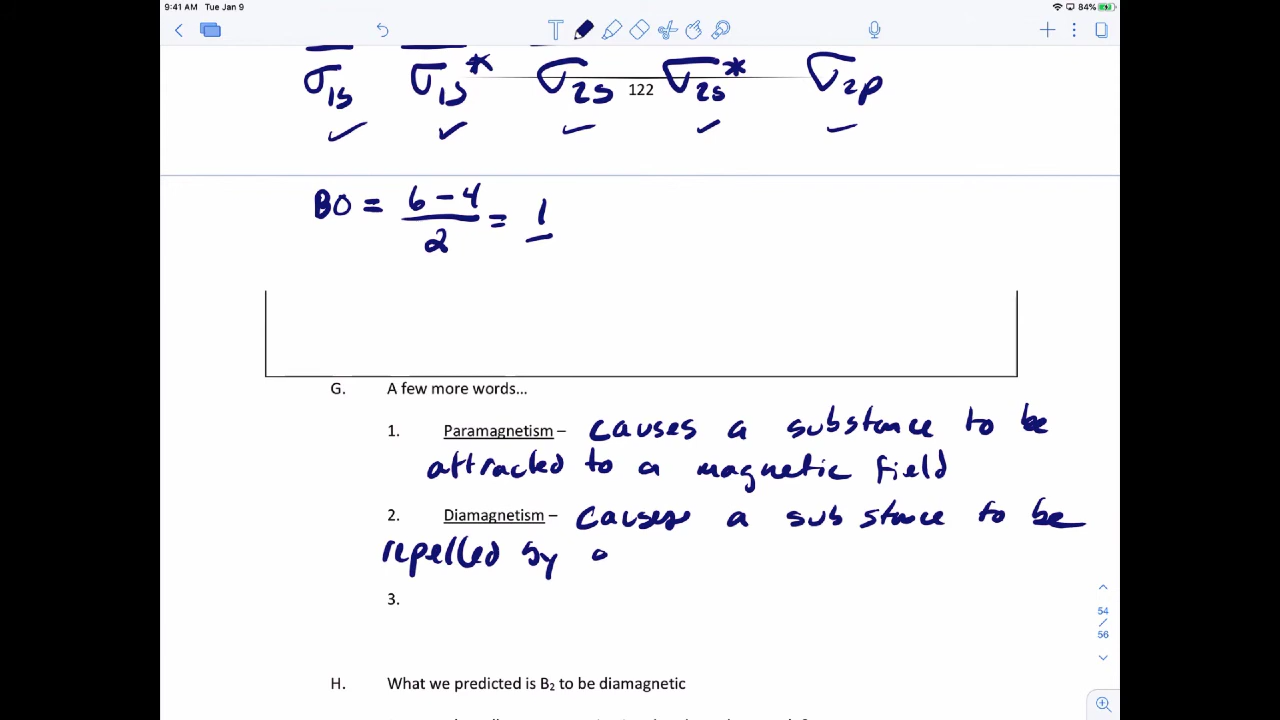 9:41 AM Tue Jan 9
84%
T
σ1s σ1s* σ2s 122 σ2s* σ2p
BO = 6-4/2 = 1
G. A few more words...
1. Paramagnetism – causes a substance to be
attracted to a magnetic field
2. Diamagnetism – causes a substance to be
repelled by a
3.
54
/
56
H. What we predicted is B₂ to be diamagnetic